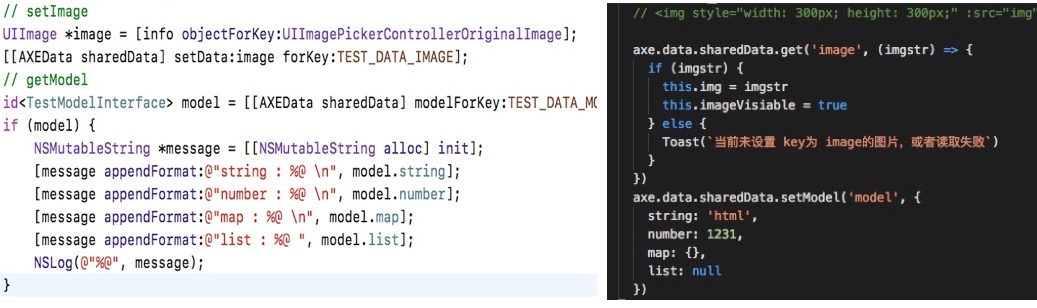 // setImage
UIImage *image = [info objectForKey:UIImagePickerControllerOriginalImage];
[[AXEData sharedData] setData:image forKey:TEST_DATA_IMAGE];
// getModel
id<TestModelInterface> model = [[AXEData sharedData] modelForKey:TEST_DATA_MO
if (model) {
    NSMutableString *message = [[NSMutableString alloc] init];
    [message appendFormat:@"string : %@ \n", model.string];
    [message appendFormat:@"number : %@ \n", model.number];
    [message appendFormat:@"map : %@ \n", model.map];
    [message appendFormat:@"list : %@ ", model.list];
    NSLog(@"%@", message);
}
// <img style="width: 300px; height: 300px;" :src="img"
axe.data.sharedData.get('image', (imgstr) => {
  if (imgstr) {
    this.img = imgstr
    this.imageVisiable = true
  } else {
    Toast(`当前未设置 key为 image的图片，或者读取失败`)
  }
})
axe.data.sharedData.setModel('model', {
  string: 'html',
  number: 1231,
  map: {},
  list: null
})